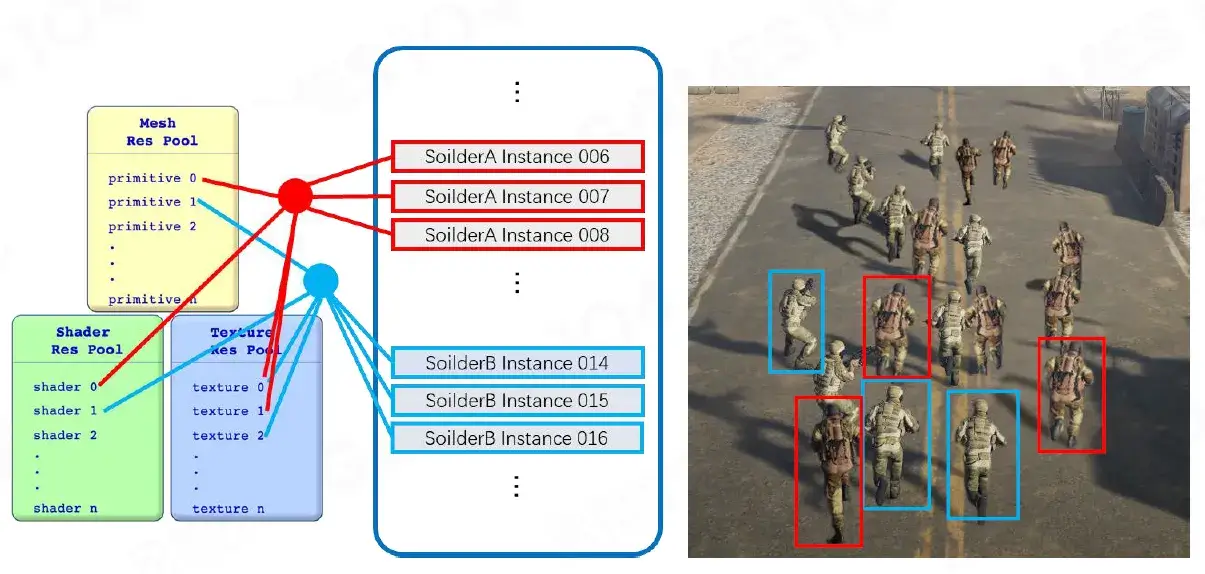 Mesh
Res Pool
primitive 0
primitive 1
primitive 2
.
.
.
primitive n
Shader
Res Pool
shader 0
shader 1
shader 2
.
.
.
shader n
Texture
Res Pool
texture 0
texture 1
texture 2
.
.
.
texture n
SoilderA Instance 006
SoilderA Instance 007
SoilderA Instance 008
SoilderB Instance 014
SoilderB Instance 015
SoilderB Instance 016